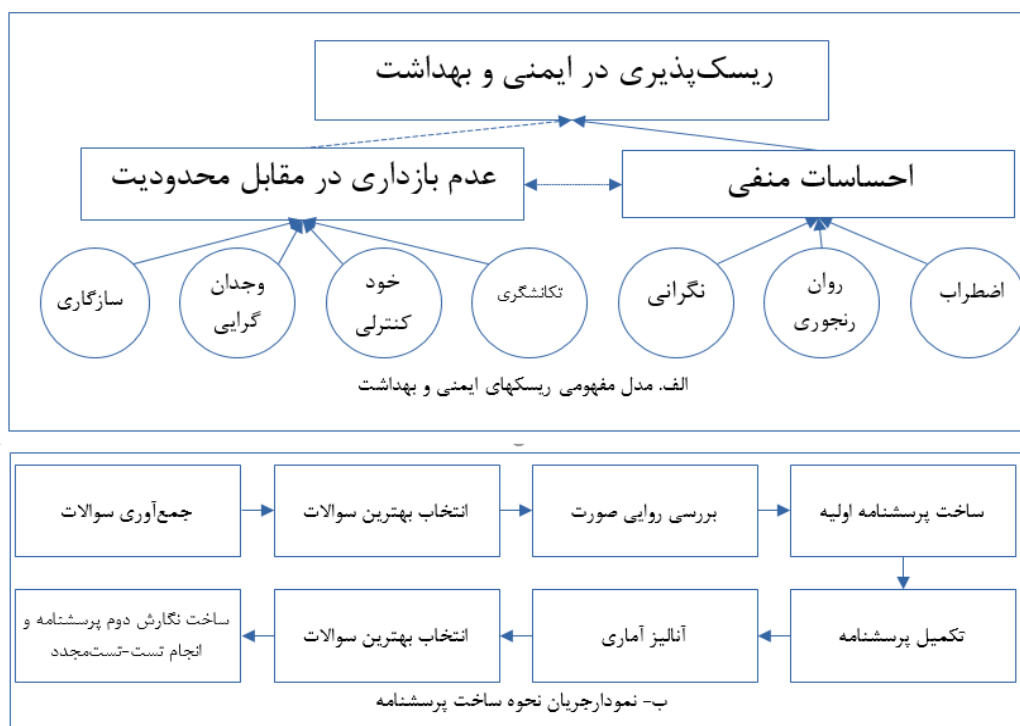 ریسک‌پذیری در ایمنی و بهداشت
احساسات منفی
عدم بازداری در مقابل محدودیت
اضطراب
روان
رنجوری
نگرانی
تکانشگری
خود
کنترلی
وجدان
گرایی
سازگاری
الف. مدل مفهومی ریسکهای ایمنی و بهداشت
جمع‌آوری سوالات
انتخاب بهترین سوالات
بررسی روایی صورت
ساخت پرسشنامه اولیه
تکمیل پرسشنامه
آنالیز آماری
انتخاب بهترین سوالات
ساخت نگارش دوم پرسشنامه و
انجام تست-تست‌مجدد
ب- نمودارجریان نحوه ساخت پرسشنامه